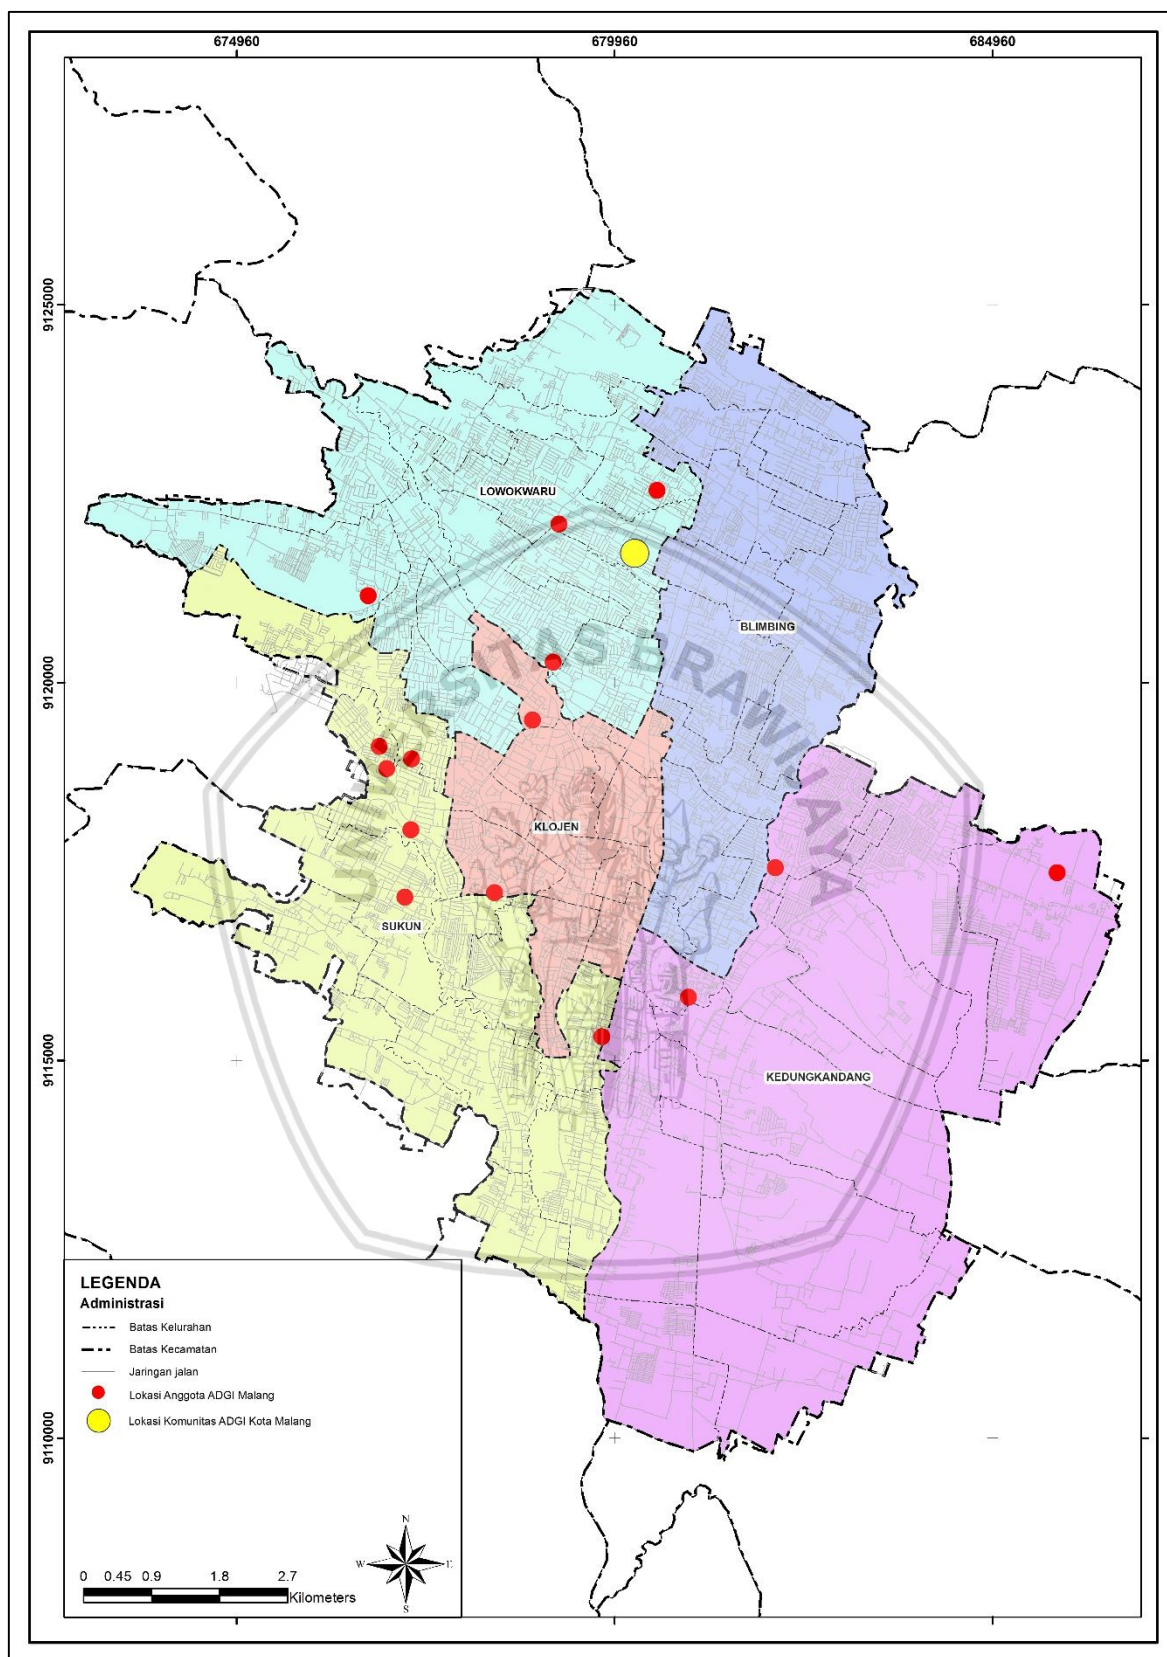 674960 679960 684960
9125000
LOWOKWARU
BLIMBING
9120000
UNIVERSITAS BRAWIJAYA
KLOJEN
SUKUN
9115000
KEDUNGKANDANG
LEGENDA
Administrasi
Batas Kelurahan
Batas Kecamatan
Jaringan jalan
Lokasi Anggota ADGI Malang
Lokasi Komunitas ADGI Kota Malang
9110000
N
W E
S
0 0.45 0.9 1.8 2.7
Kilometers